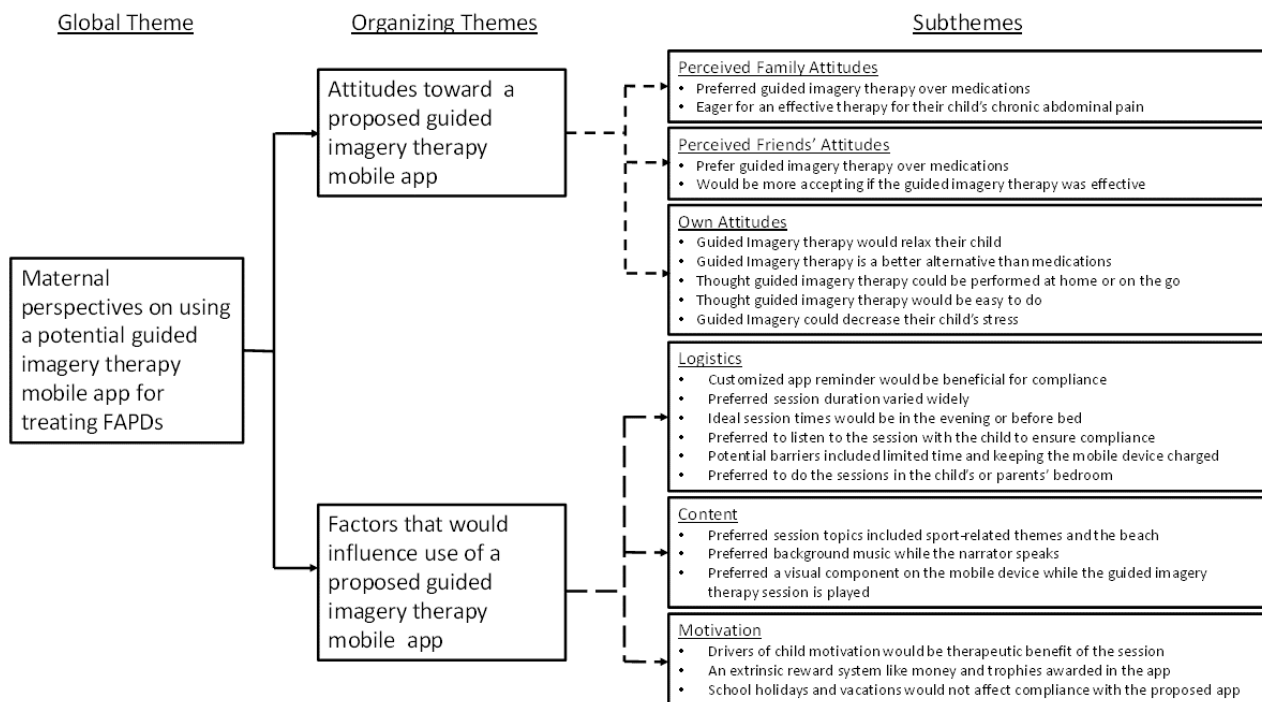 Global Theme
Organizing Themes
Subthemes
Maternal
perspectives on using
a potential guided
imagery therapy
mobile app for
treating FAPDs
Attitudes toward a
proposed guided
imagery therapy
mobile app
Perceived Family Attitudes
• Preferred guided imagery therapy over medications
• Eager for an effective therapy for their child's chronic abdominal pain
Perceived Friends' Attitudes
• Prefer guided imagery therapy over medications
• Would be more accepting if the guided imagery therapy was effective
Own Attitudes
• Guided Imagery therapy would relax their child
• Guided Imagery therapy is a better alternative than medications
• Thought guided imagery therapy could be performed at home or on the go
• Thought guided imagery therapy would be easy to do
• Guided Imagery could decrease their child's stress
Factors that would
influence use of a
proposed guided
imagery therapy
mobile app
Logistics
• Customized app reminder would be beneficial for compliance
• Preferred session duration varied widely
• Ideal session times would be in the evening or before bed
• Preferred to listen to the session with the child to ensure compliance
• Potential barriers included limited time and keeping the mobile device charged
• Preferred to do the sessions in the child's or parents' bedroom
Content
• Preferred session topics included sport-related themes and the beach
• Preferred background music while the narrator speaks
• Preferred a visual component on the mobile device while the guided imagery
therapy session is played
Motivation
• Drivers of child motivation would be therapeutic benefit of the session
• An extrinsic reward system like money and trophies awarded in the app
• School holidays and vacations would not affect compliance with the proposed app